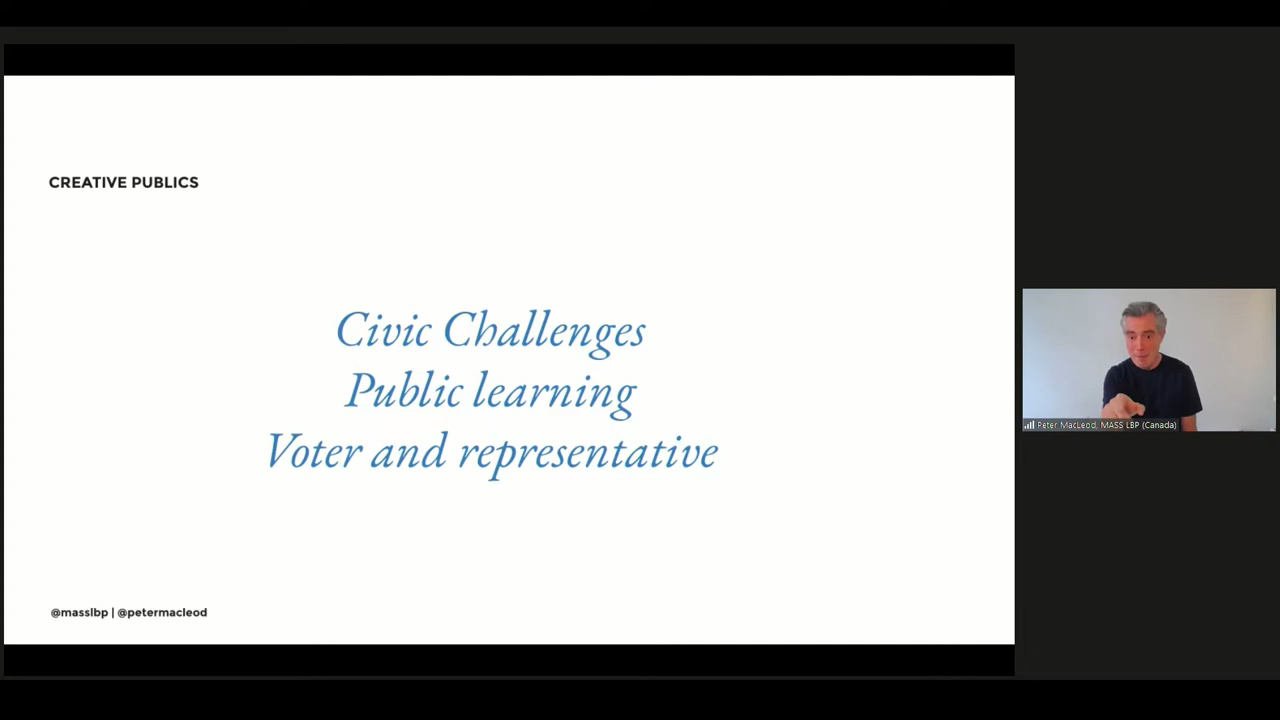 CREATIVE PUBLICS
Civic Challenges
Public learning
Voter and representative
@masslbp | @petermacleod
Peter MacLeod, MASS LBP (Canada)